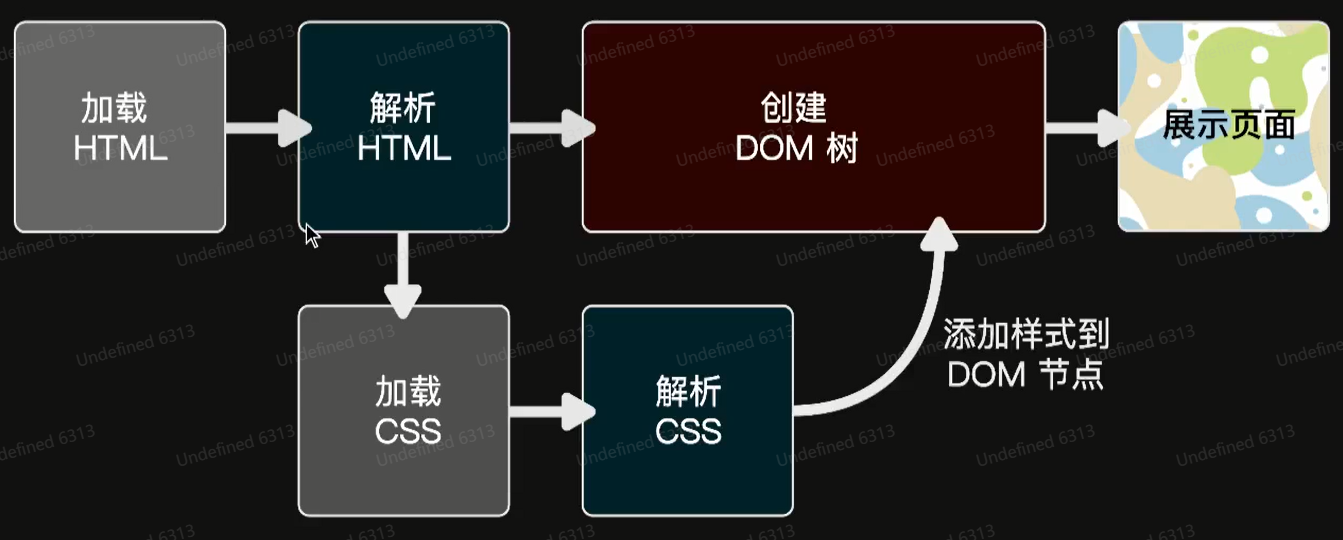 加载
HTML
解析
HTML
创建
DOM 树
展示页面
加载
CSS
解析
CSS
添加样式到
DOM 节点
Undefined 6313